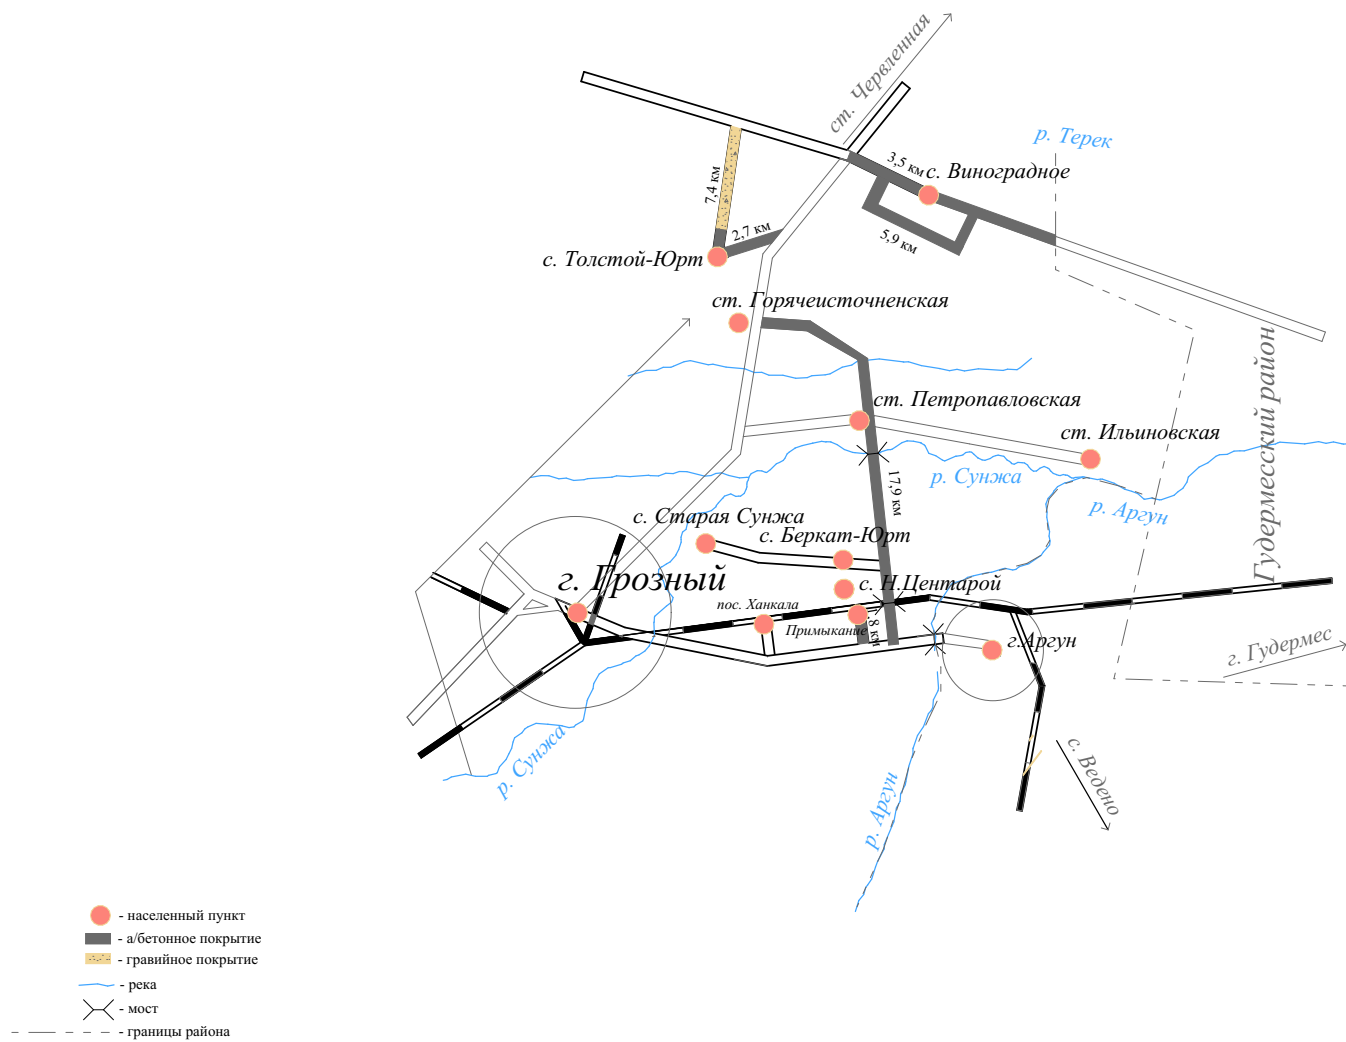 ст. Червленная
р. Терек
3,5 км
с. Виноградное
7,4 км
2,7 км
5,9 км
с. Толстой-Юрт
ст. Горячеисточненская
Гудермесский район
ст. Петропавловская
ст. Ильиновская
р. Сунжа
17,9 км
р. Аргун
с. Старая Сунжа
с. Беркат-Юрт
г. Грозный
с. Н.Центарой
пос. Ханкала
Примыкание
г.Аргун
г. Гудермес
р. Сунжа
с. Ведено
р. Аргун
- населенный пункт
- а/бетонное покрытие
- гравийное покрытие
- река
- мост
- границы района